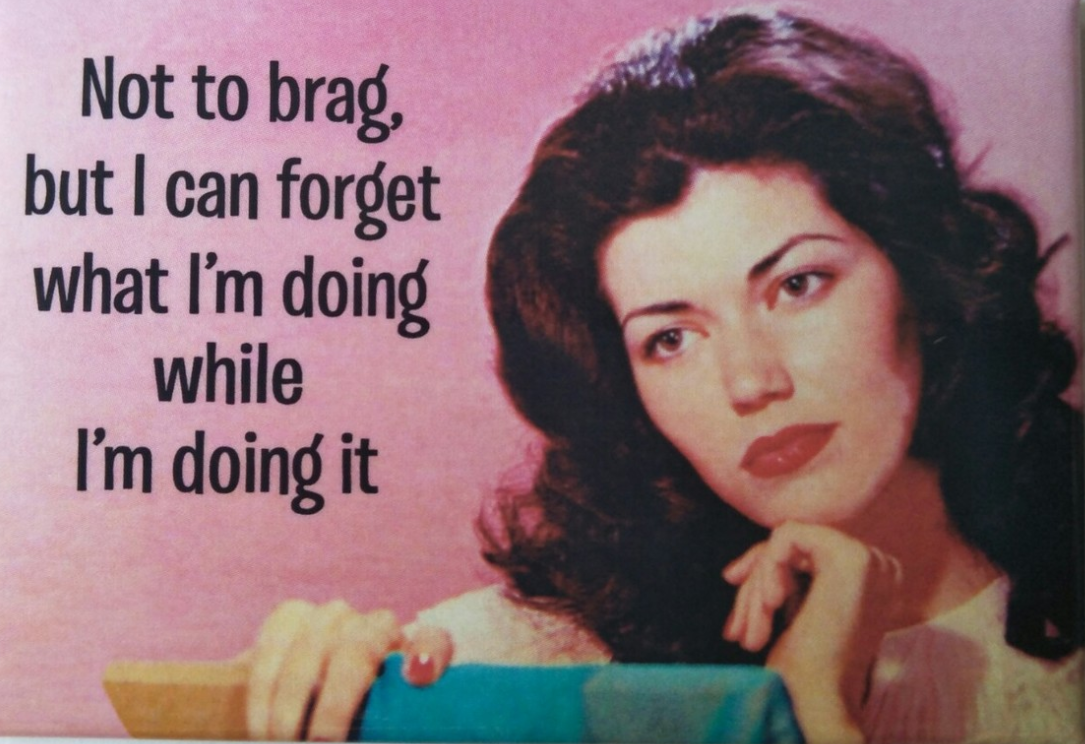 Not to brag,
but I can forget
what I'm doing
while
I'm doing it